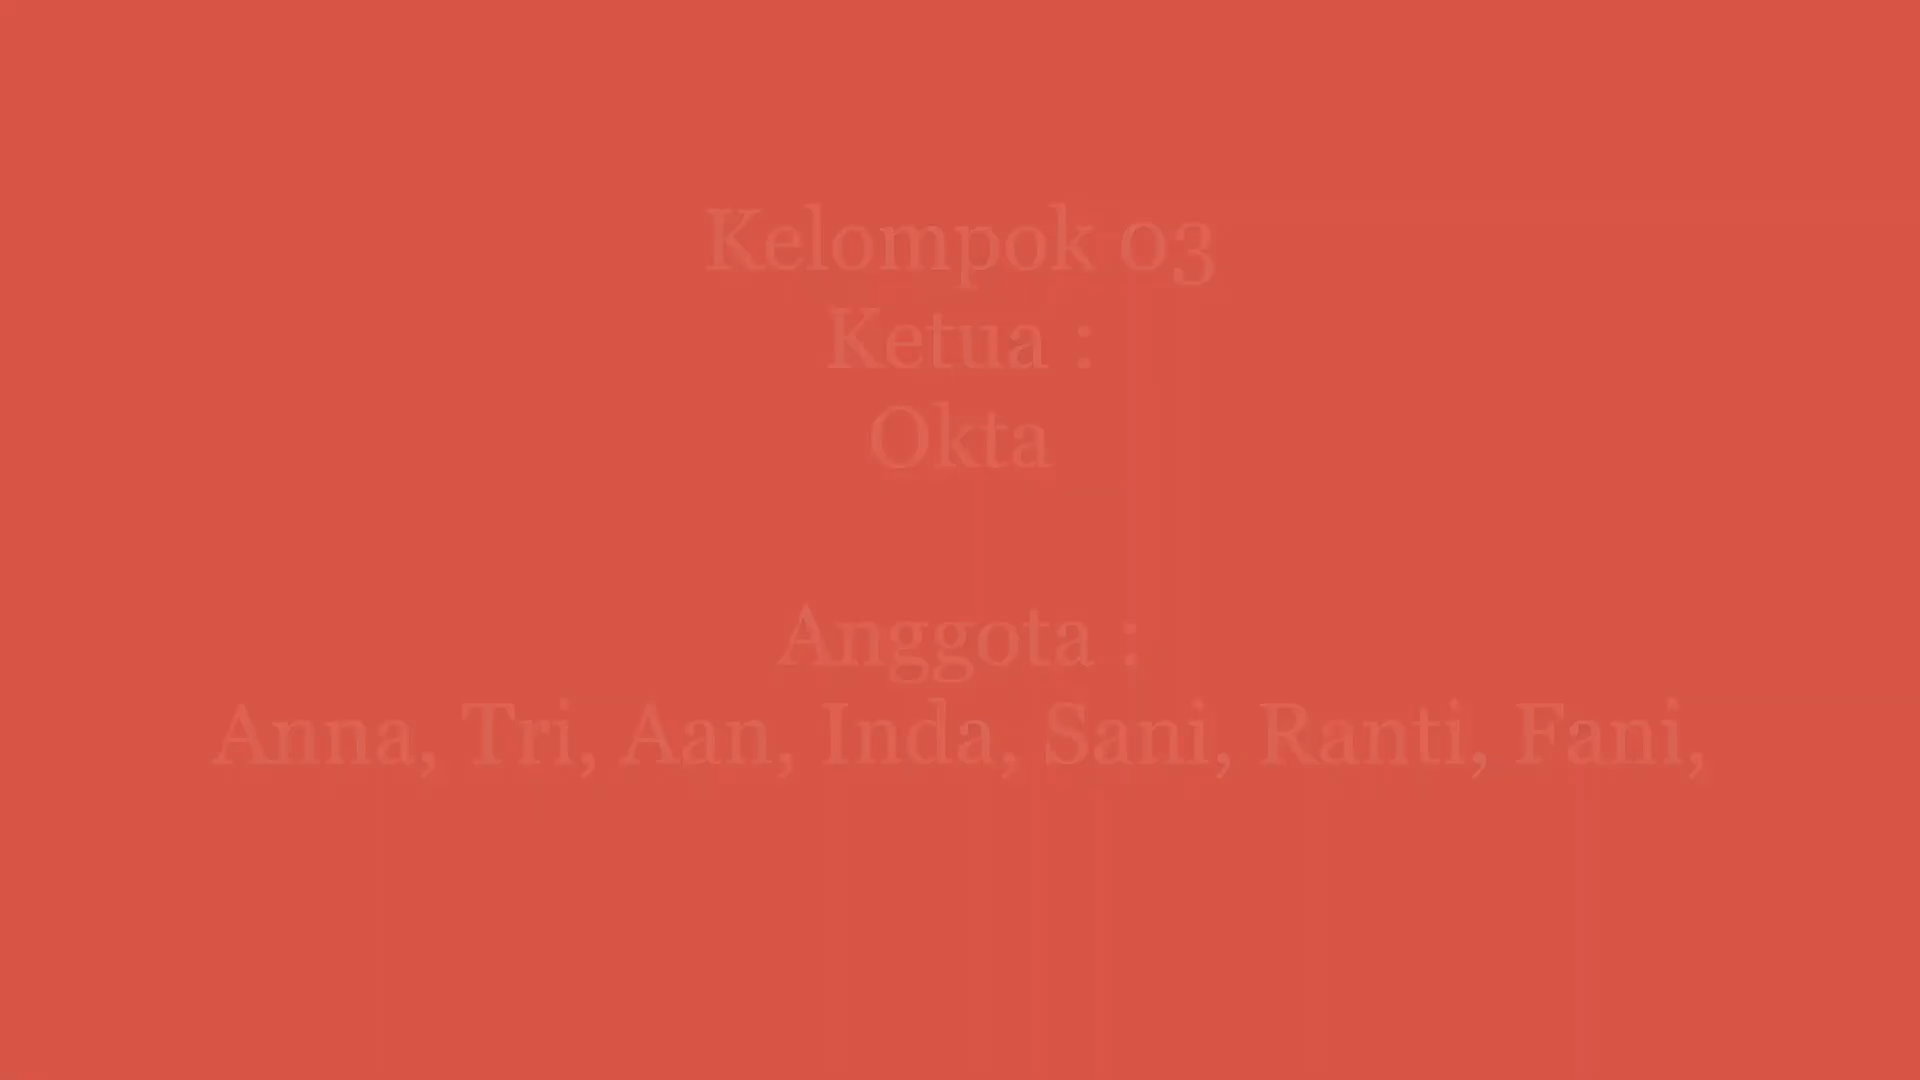 Kelompok 03
Ketua :
Okta
Anggota :
Anna, Tri, Aan, Inda, Sani, Ranti, Fani,